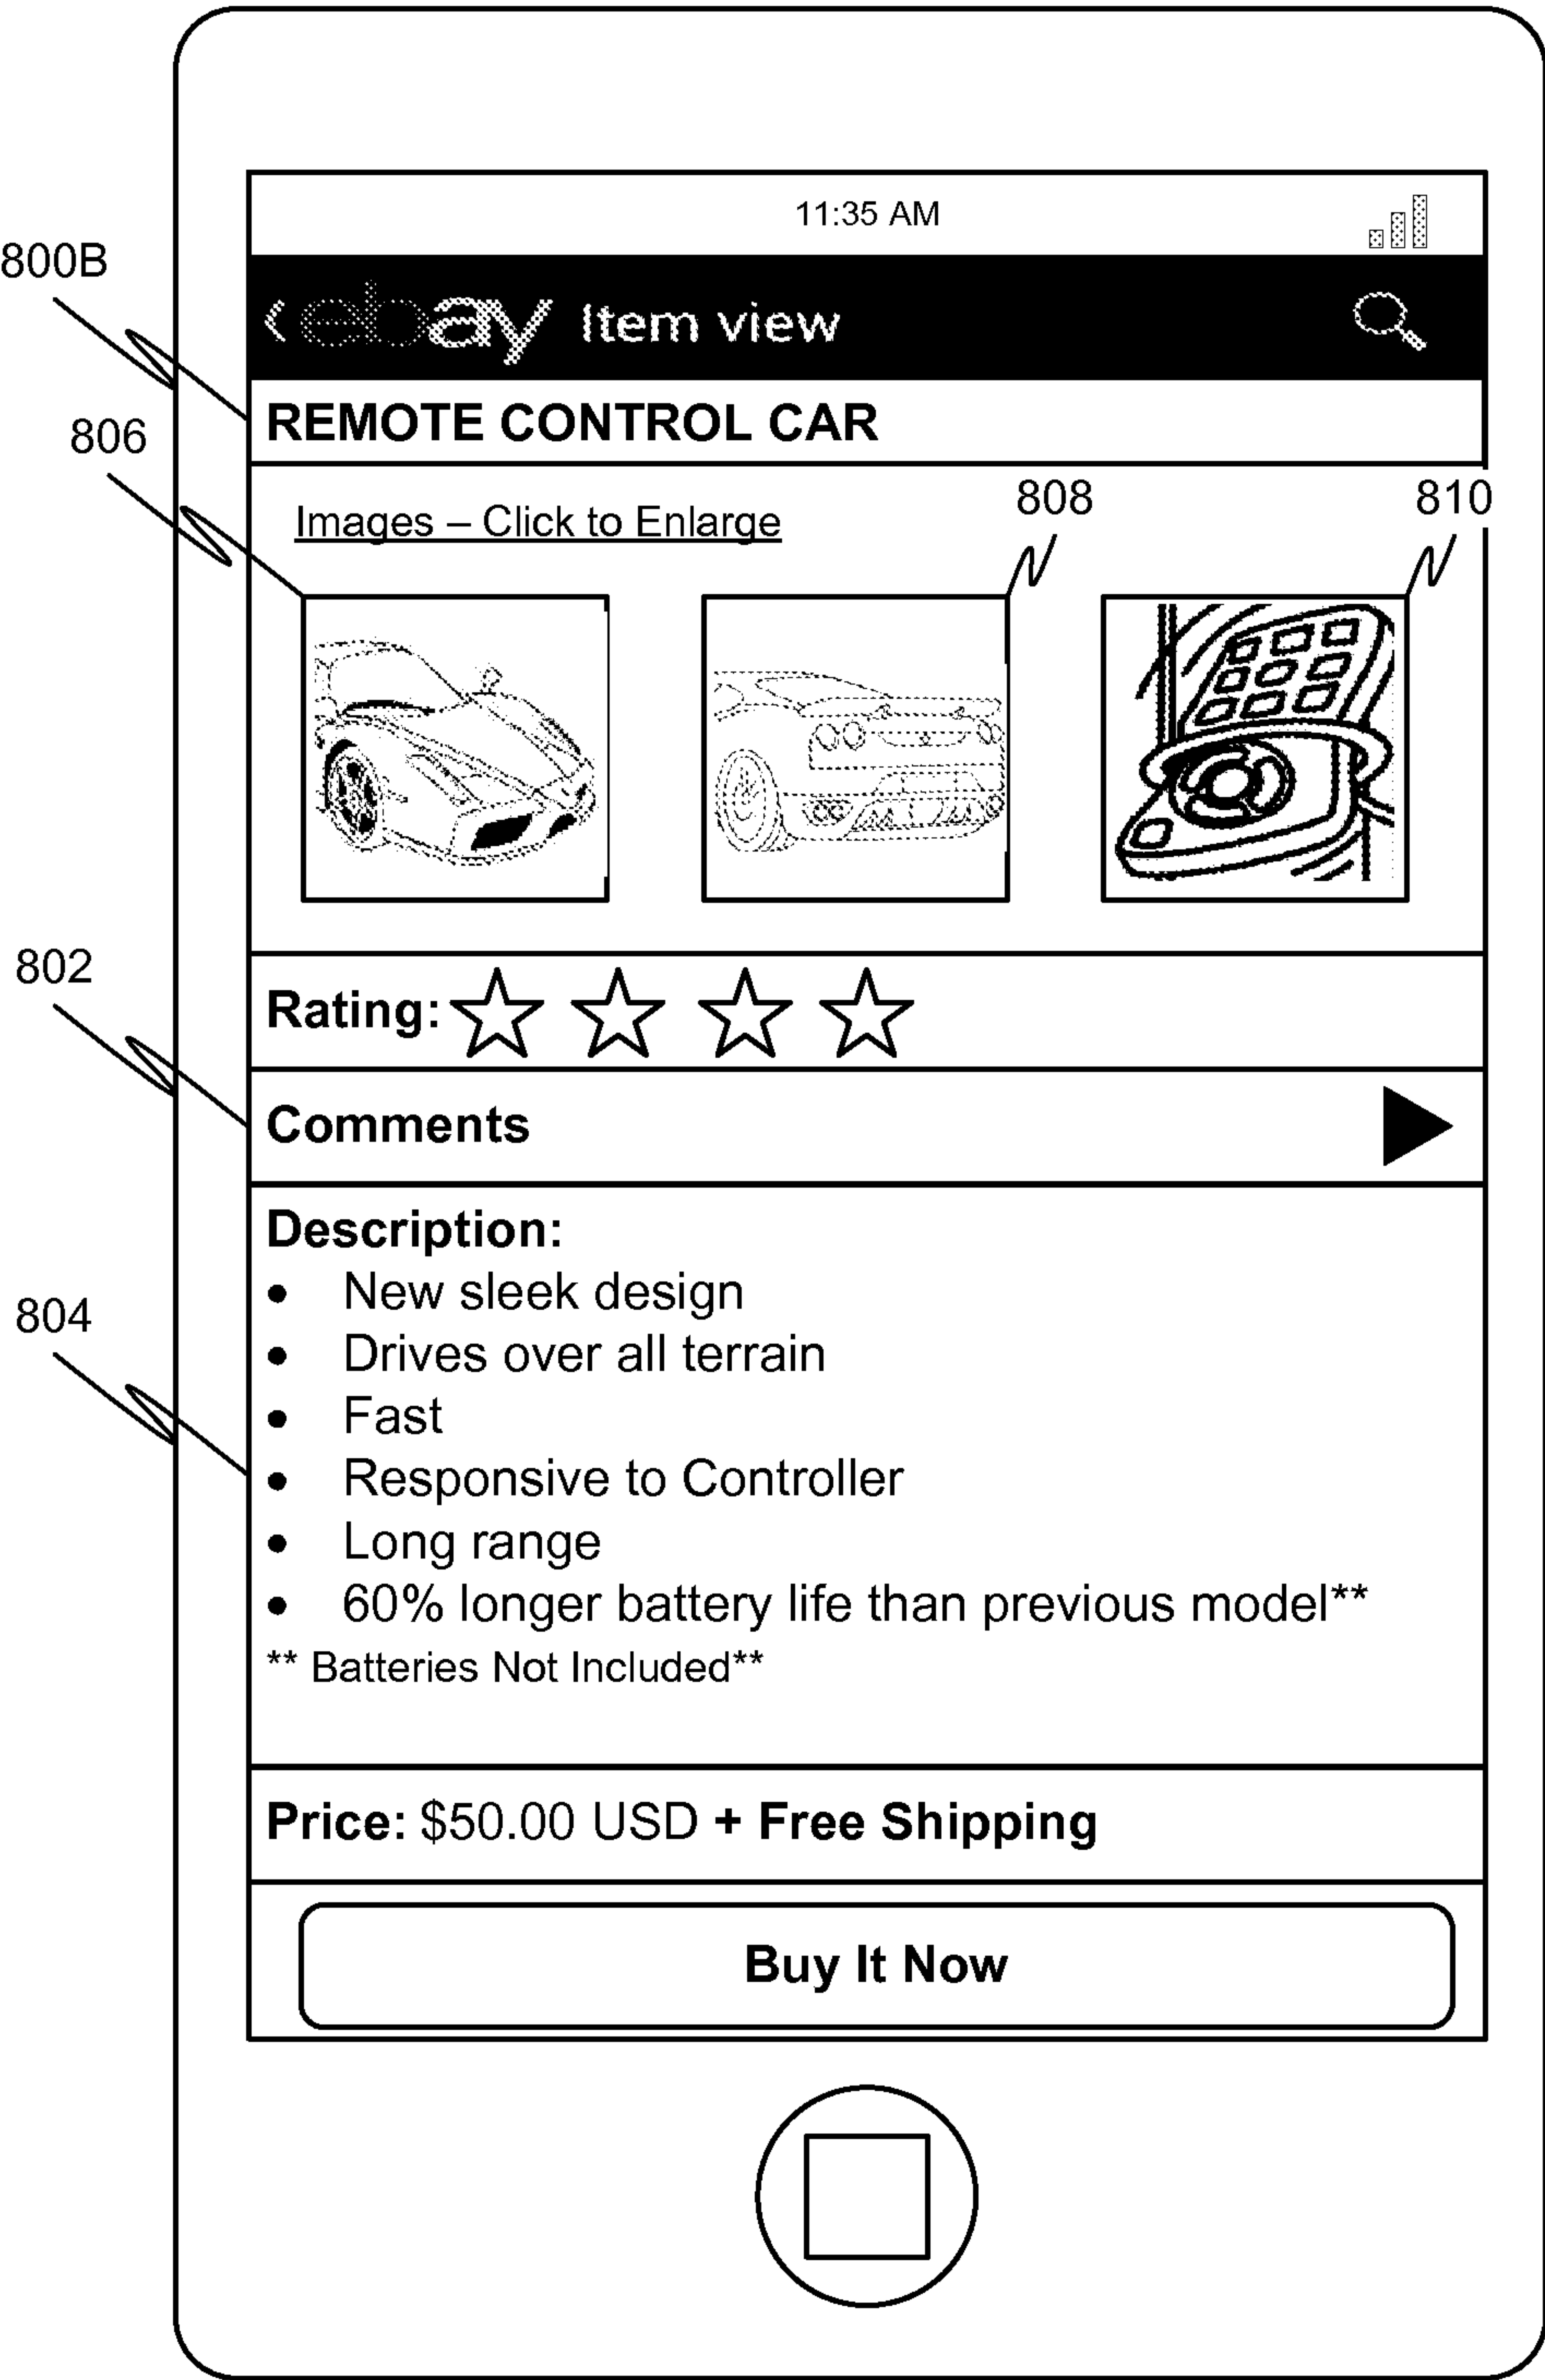 11:35 AM
800B
ebay Item view
REMOTE CONTROL CAR
806
Images – Click to Enlarge
808
810
802
Rating:
Comments
Description:
• New sleek design
• Drives over all terrain
804
• Fast
• Responsive to Controller
• Long range
• 60% longer battery life than previous model**
** Batteries Not Included**
Price: $50.00 USD + Free Shipping
Buy It Now